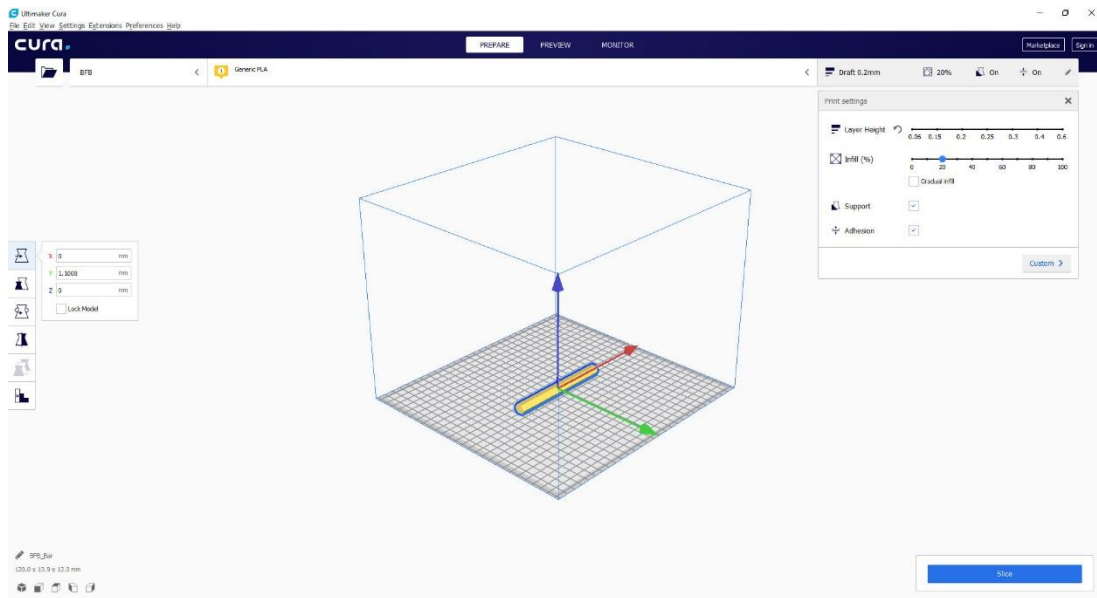 Ultimaker Cura
File Edit View Settings Extensions Preferences Help
cura.
PREPARE PREVIEW MONITOR
Marketplace Sign in
BFB
1 Generic PLA
Draft 0.2mm 20% On On
Print settings
Layer Height
0.06 0.15 0.2 0.25 0.3 0.4 0.6
Infill (%)
0 20 40 60 80 100
Gradual infill
Support
Adhesion
Custom
X 0 mm
Y 1,1008 mm
Z 0 mm
Lock Model
BFB_Bar
120.0 x 13.9 x 12.0 mm
Slice